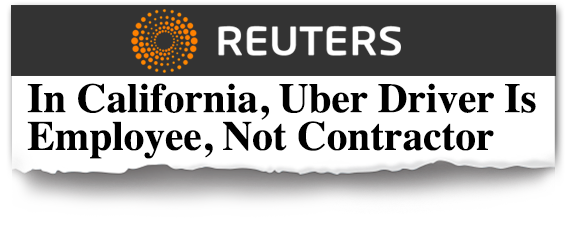 REUTERS
In California, Uber Driver Is
Employee, Not Contractor